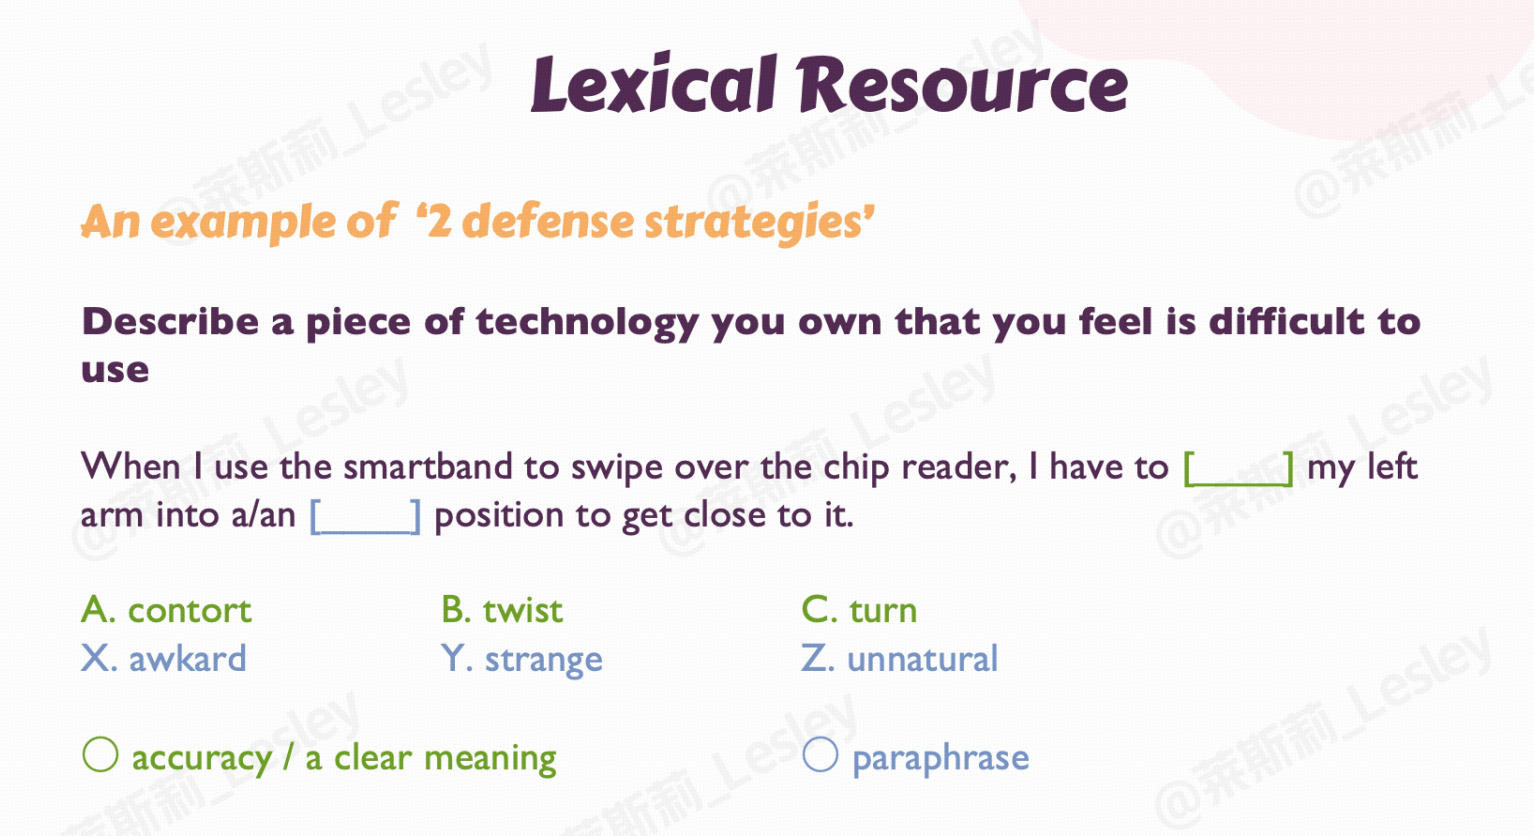 Lexical Resource
An example of ‘2 defense strategies’
Describe a piece of technology you own that you feel is difficult to
use
When I use the smartband to swipe over the chip reader, I have to [_____] my left
arm into a/an [_____] position to get close to it.
A. contort B. twist C. turn
X. awkard Y. strange Z. unnatural
accuracy / a clear meaning paraphrase
@莱斯莉_Lesley